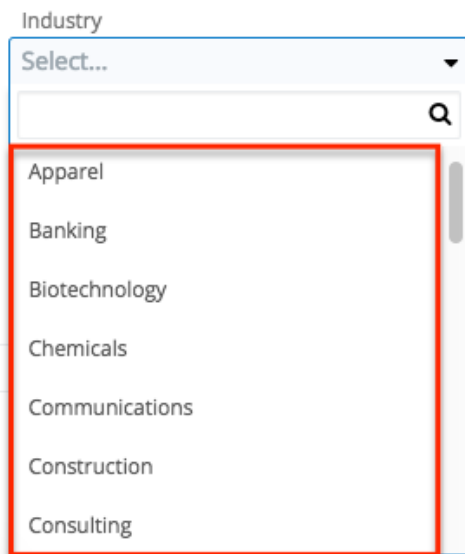 Industry
Select...
Apparel
Banking
Biotechnology
Chemicals
Communications
Construction
Consulting